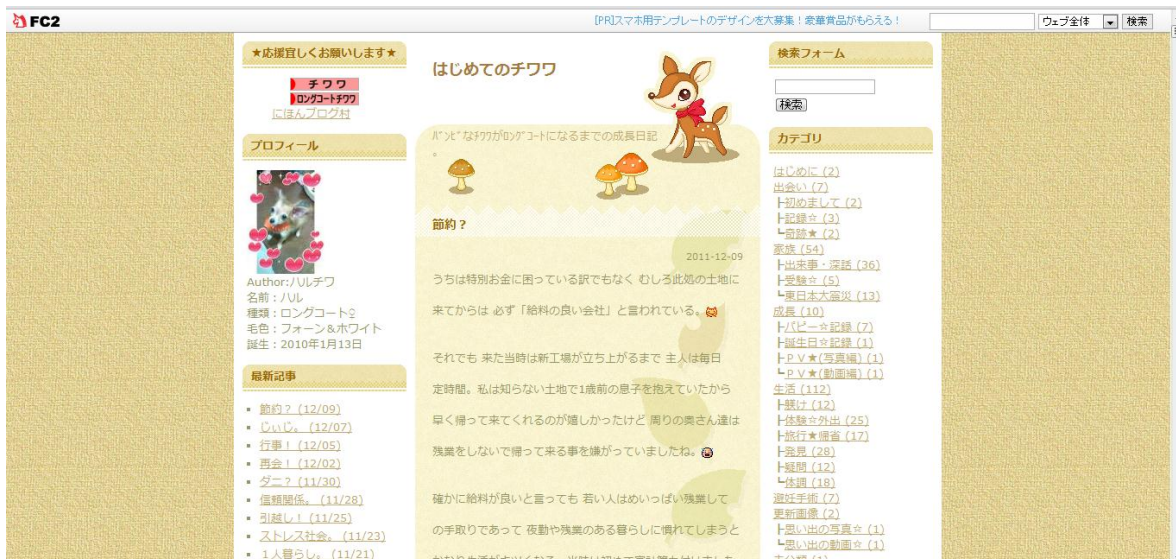 FC2
[PR]スマホ用テンプレートのデザインを大募集！豪華賞品がもらえる！
ウェブ全体
検索
★応援宜しくお願いします★
チワワ
ロングコートチワワ
にほんブログ村
プロフィール
Author:ハルチワ
名前：ハル
種類：ロングコート♀
毛色：フォーン＆ホワイト
誕生：2010年1月13日
最新記事
節約？ (12/09)
じぃじ。 (12/07)
行事！ (12/05)
再会！ (12/02)
ダニ？ (11/30)
信頼関係。 (11/28)
引越し！ (11/25)
ストレス社会。 (11/23)
１人暮らし。 (11/21)
はじめてのチワワ
ﾊﾞﾝﾋﾞなﾁﾜﾜがﾛﾝｸﾞｺｰﾄになるまでの成長日記
。
節約？
2011-12-09
うちは特別お金に困っている訳でもなく むしろ此処の土地に
来てからは 必ず「給料の良い会社」と言われている。
それでも 来た当時は新工場が立ち上がるまで 主人は毎日
定時間。私は知らない土地で1歳前の息子を抱えていたから
早く帰って来てくれるのが嬉しかったけど 周りの奥さん達は
残業をしないで帰って来る事を嫌がっていましたね。
確かに給料が良いと言っても 若い人はめいっぱい残業して
の手取りであって 夜勤や残業のある暮らしに慣れてしまうと
検索フォーム
検索
カテゴリ
はじめに (2)
出会い (7)
┣初めまして (2)
┣記録☆ (3)
┗奇跡★ (2)
家族 (54)
┣出来事・深話 (36)
┣受験☆ (5)
┗東日本大震災 (13)
成長 (10)
┣パピー☆記録 (7)
┣誕生日☆記録 (1)
┣ＰＶ★(写真編) (1)
┗ＰＶ★(動画編) (1)
生活 (112)
┣躾け (12)
┣体験☆外出 (25)
┣旅行★帰省 (17)
┣発見 (28)
┣疑問 (12)
┗体調 (18)
避妊手術 (7)
更新画像 (2)
┣思い出の写真☆ (1)
┗思い出の動画☆ (1)